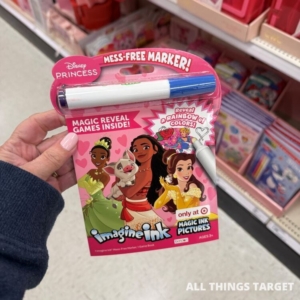 MESS-FREE MARKER!
Disney
PRINCESS
MAGIC REVEAL
GAMES INSIDE!
Reveal
A RAINBOW of
COLORS!
imagine ink
only at
MAGIC INK
PICTURES
ALL THINGS TARGET